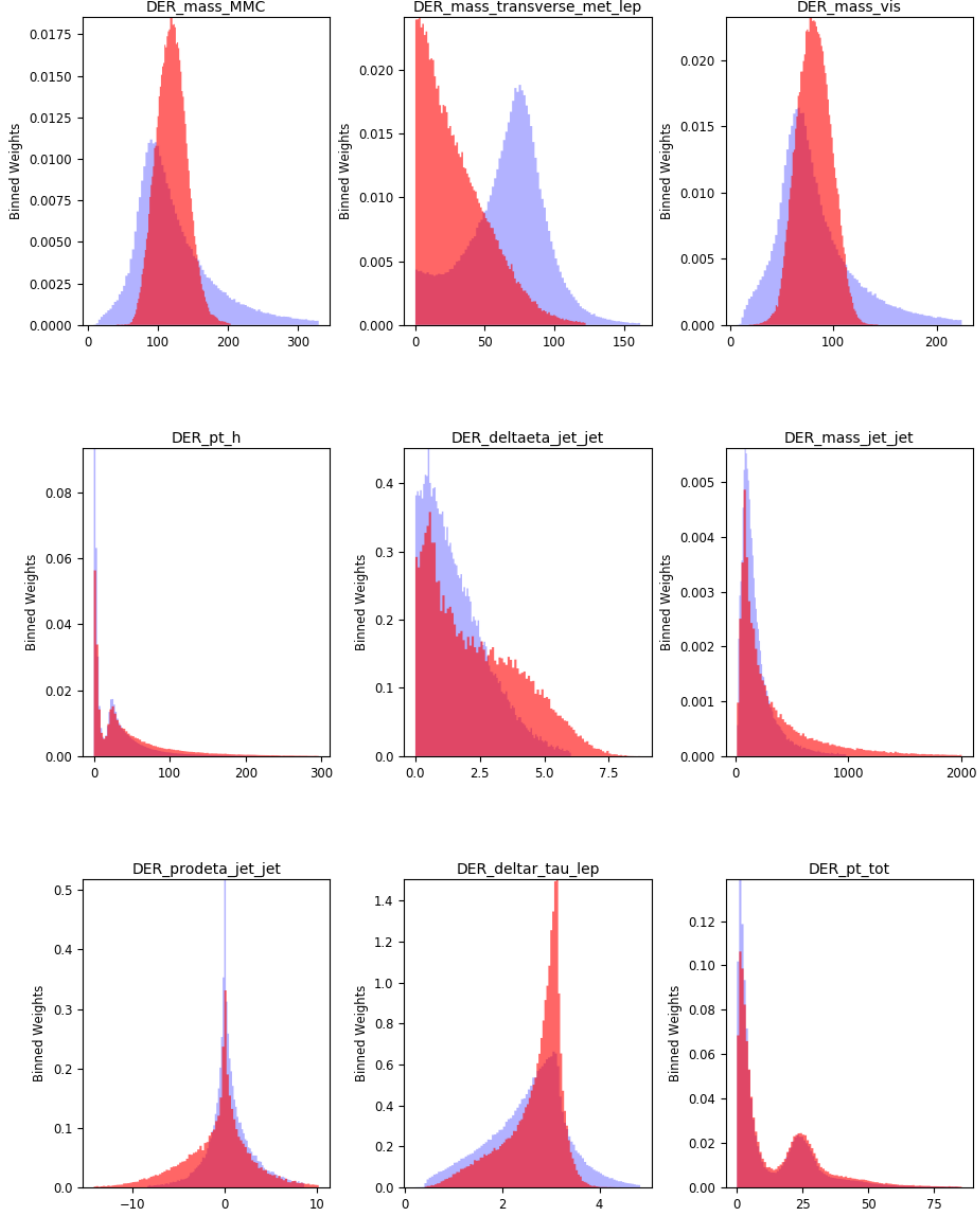 DER_mass_MMC
Binned Weights
0.0175
0.0150
0.0125
0.0100
0.0075
0.0050
0.0025
0.0000
0 100 200 300
DER_mass_transverse_met_lep
Binned Weights
0.020
0.015
0.010
0.005
0.000
0 50 100 150
DER_mass_vis
Binned Weights
0.020
0.015
0.010
0.005
0.000
0 100 200
DER_pt_h
Binned Weights
0.08
0.06
0.04
0.02
0.00
0 100 200 300
DER_deltaeta_jet_jet
Binned Weights
0.4
0.3
0.2
0.1
0.0
0.0 2.5 5.0 7.5
DER_mass_jet_jet
Binned Weights
0.005
0.004
0.003
0.002
0.001
0.000
0 1000 2000
DER_prodeta_jet_jet
Binned Weights
0.5
0.4
0.3
0.2
0.1
0.0
−10 0 10
DER_deltar_tau_lep
Binned Weights
1.4
1.2
1.0
0.8
0.6
0.4
0.2
0.0
0 2 4
DER_pt_tot
Binned Weights
0.12
0.10
0.08
0.06
0.04
0.02
0.00
0 25 50 75